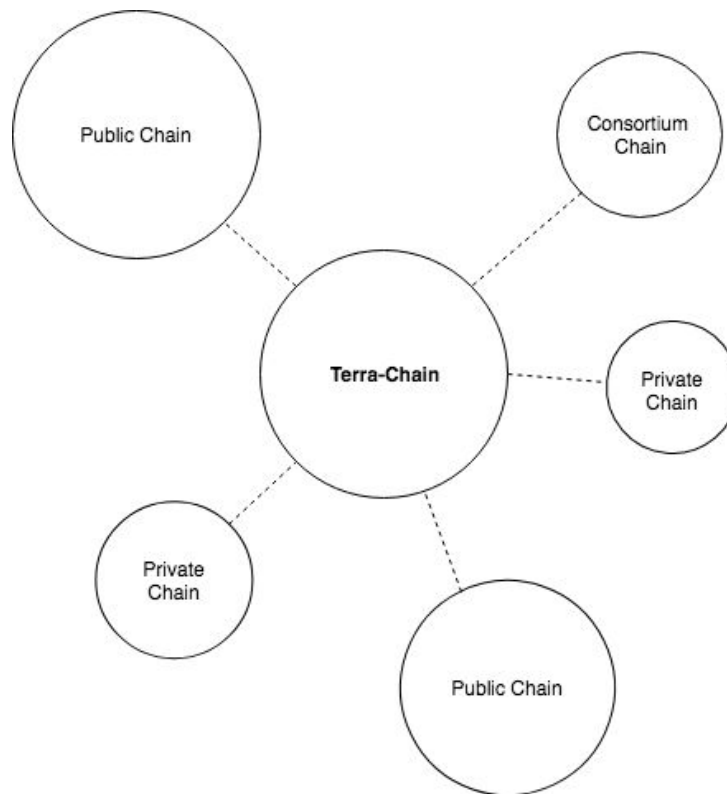 Public Chain
Consortium
Chain
Terra-Chain
Private
Chain
Private
Chain
Public Chain